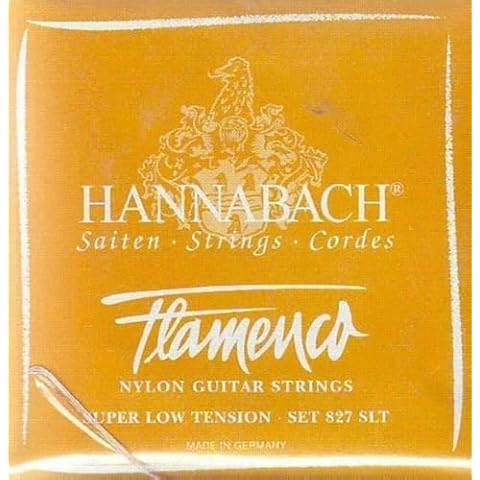 HANNABACH®
Saiten · Strings · Cordes
Flamenco
NYLON GUITAR STRINGS
SUPER LOW TENSION · SET 827 SLT
MADE IN GERMANY